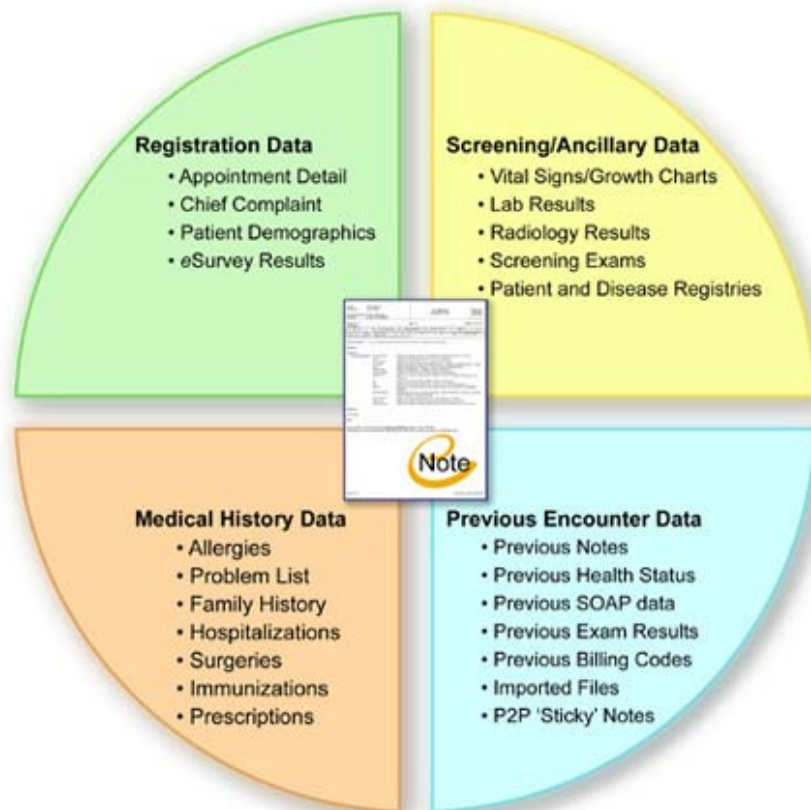 Registration Data
• Appointment Detail
• Chief Complaint
• Patient Demographics
• eSurvey Results
Screening/Ancillary Data
• Vital Signs/Growth Charts
• Lab Results
• Radiology Results
• Screening Exams
• Patient and Disease Registries
Note
Medical History Data
• Allergies
• Problem List
• Family History
• Hospitalizations
• Surgeries
• Immunizations
• Prescriptions
Previous Encounter Data
• Previous Notes
• Previous Health Status
• Previous SOAP data
• Previous Exam Results
• Previous Billing Codes
• Imported Files
• P2P ‘Sticky’ Notes